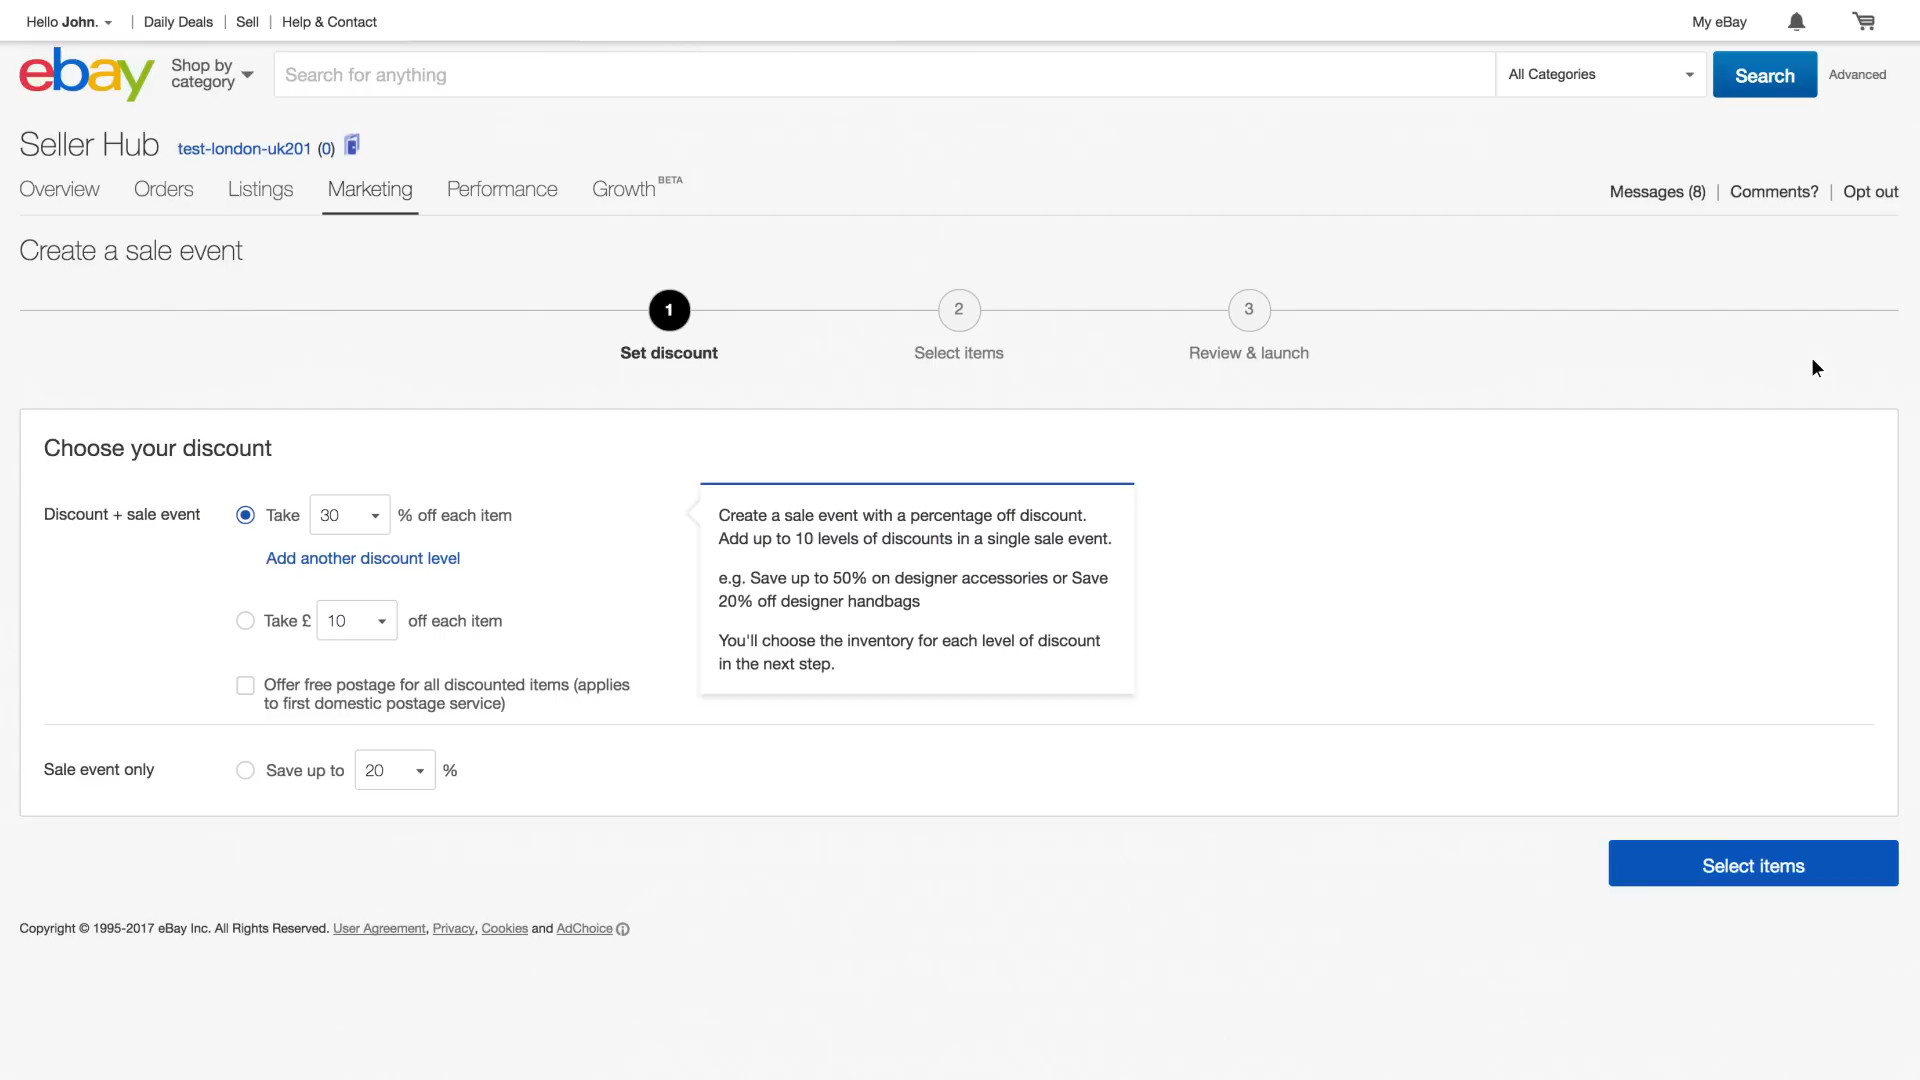 Hello John. | Daily Deals | Sell | Help & Contact My eBay
ebay Shop by category Search for anything All Categories Search Advanced
Seller Hub test-london-uk201 (0)
Overview Orders Listings Marketing Performance Growth BETA Messages (8) | Comments? | Opt out
Create a sale event
1 2 3
Set discount Select items Review & launch
Choose your discount
Discount + sale event Take 30 % off each item
Add another discount level
Take £ 10 off each item
Offer free postage for all discounted items (applies
to first domestic postage service)
Create a sale event with a percentage off discount.
Add up to 10 levels of discounts in a single sale event.
e.g. Save up to 50% on designer accessories or Save
20% off designer handbags
You'll choose the inventory for each level of discount
in the next step.
Sale event only Save up to 20 %
Select items
Copyright © 1995-2017 eBay Inc. All Rights Reserved. User Agreement, Privacy, Cookies and AdChoice